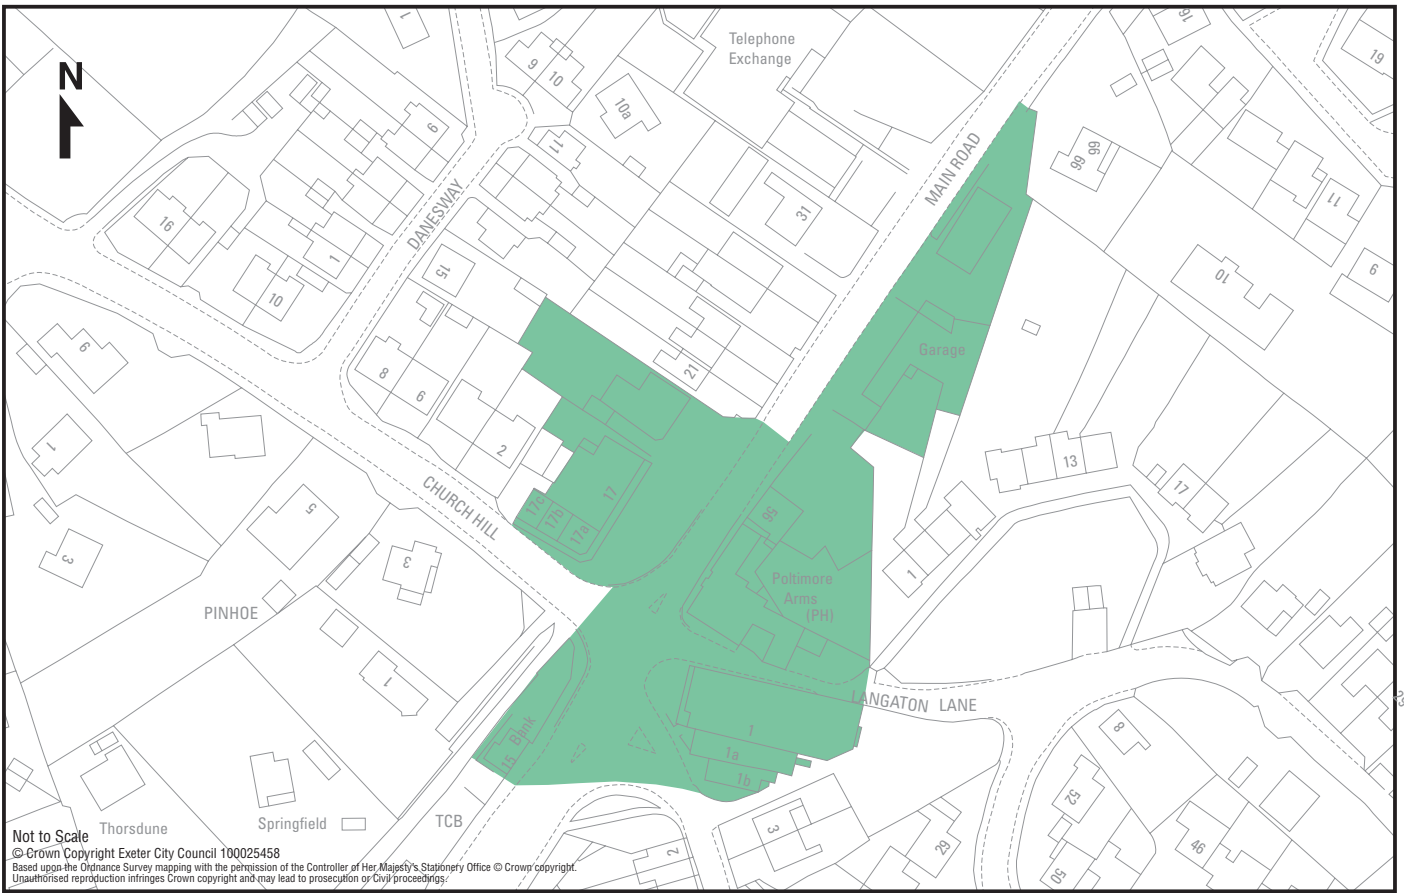 N
Telephone
Exchange
MAIN ROAD
DANESWAY
CHURCH HILL
LANGATON LANE
PINHOE
Garage
Poltimore
Arms
(PH)
Bank
15
TCB
Thorsdune
Springfield
1
9
10
10a
11
16
19
66
66
11
9
10
31
6
16
1
10
15
8
6
2
21
9
1
3
5
3
1
17
17c
17b
17a
56
13
17
1
1
1a
1b
3
2
29
8
52
50
46
23
Not to Scale
© Crown Copyright Exeter City Council 100025458
Based upon the Ordnance Survey mapping with the permission of the Controller of Her Majesty's Stationery Office © Crown copyright.
Unauthorised reproduction infringes Crown copyright and may lead to prosecution or Civil proceedings.